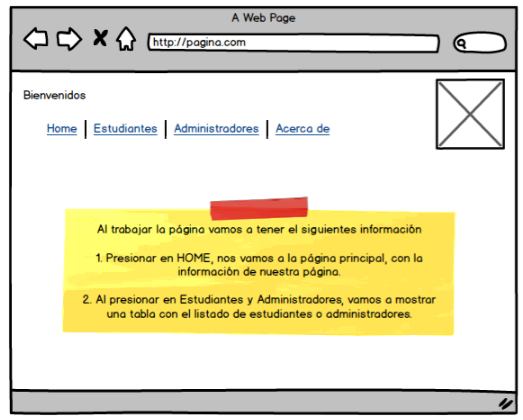 A Web Page
http://pagina.com
Bienvenidos
Home Estudiantes Administradores Acerca de
Al trabajar la página vamos a tener el siguientes información
1. Presionar en HOME, nos vamos a la página principal, con la
información de nuestra página.
2. Al presionar en Estudiantes y Administradores, vamos a mostrar
una tabla con el listado de estudiantes o administradores.